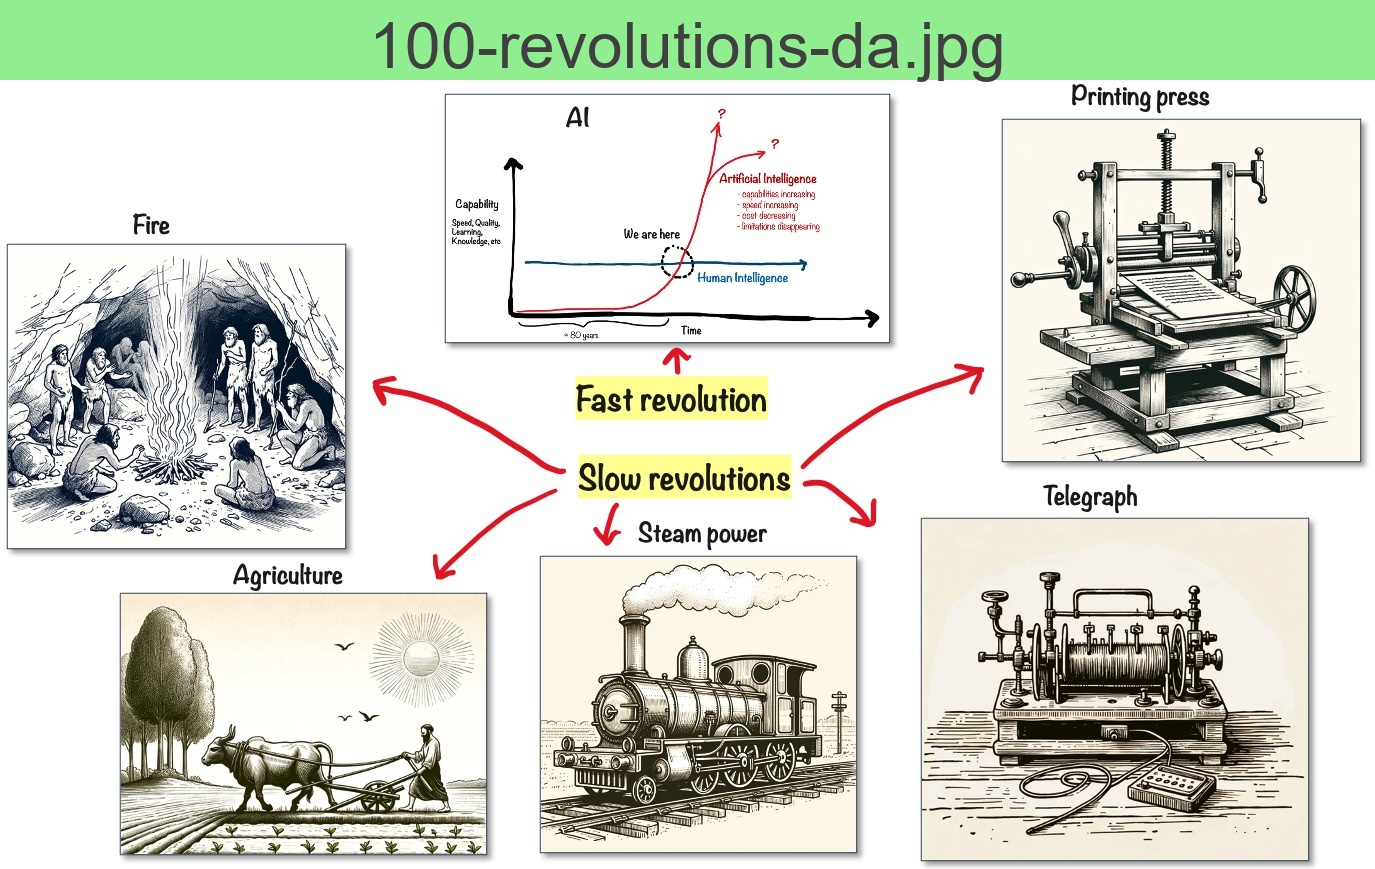 100-revolutions-da.jpg
Printing press
AI
?
?
Artificial Intelligence
- capabilities increasing
- speed increasing
- cost decreasing
- limitations disappearing
Capability
Speed, Quality,
Learning,
Knowledge, etc
We are here
Human Intelligence
Time
≈ 80 years
Fire
Fast revolution
Slow revolutions
Telegraph
Steam power
Agriculture